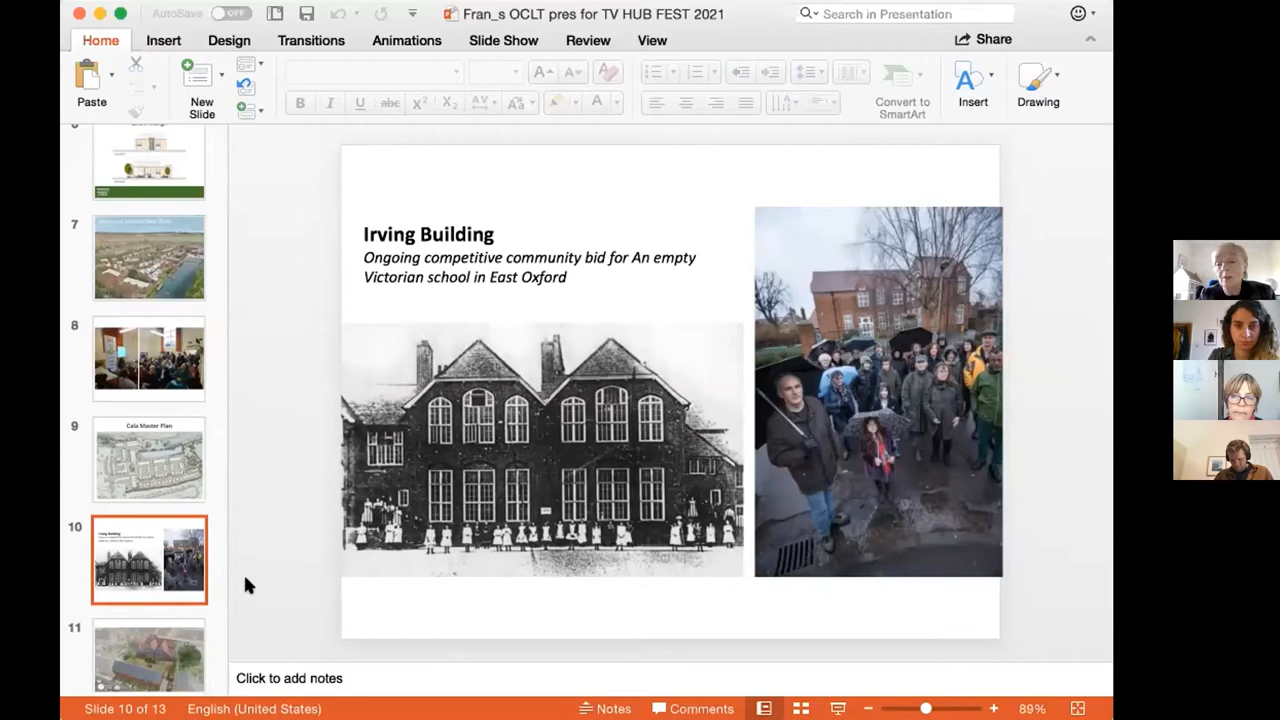 AutoSave OFF
Fran_s OCLT pres for TV HUB FEST 2021
Search in Presentation
Home Insert Design Transitions Animations Slide Show Review View
Share
Paste
New
Slide
Convert to
SmartArt
Insert
Drawing
7
8
9
Cala Master Plan
10
Irving Building
11
Irving Building
Ongoing competitive community bid for An empty
Victorian school in East Oxford
Click to add notes
Slide 10 of 13
English (United States)
Notes
Comments
89%